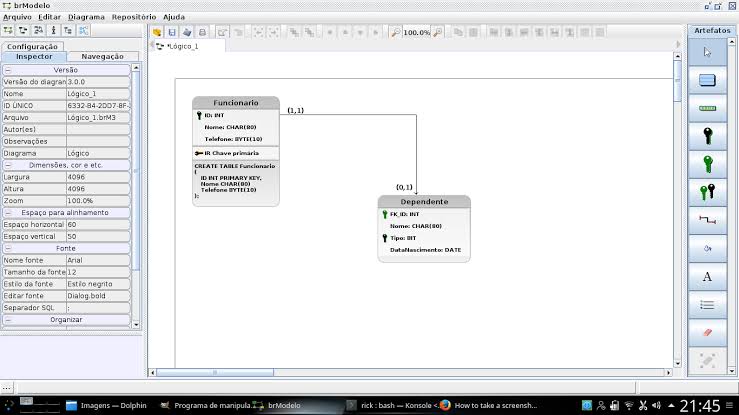 brModelo
Arquivo Editar Diagrama Repositório Ajuda
100.0%
Artefatos
Configuração
Inspector Navegação
*Lógico_1
Versão
Versão do diagran 3.0.0
Nome Lógico_1
ID ÚNICO 6332-B4-2DD7-8F-
Arquivo Lógico_1.brM3
Autor(es)
Observações
Diagrama Lógico
Dimensões, cor e etc.
Largura 4096
Altura 4096
Zoom 100.0%
Espaço para alinhamento
Espaço horizontal 60
Espaço vertical 50
Fonte
Nome fonte Arial
Tamanho da fonte 12
Estilo da fonte Estilo negrito
Editar fonte Dialog.bold
Separador SQL ;
Organizar
Funcionario
ID: INT
Nome: CHAR(80)
Telefone: BYTE(10)
IR Chave primária
CREATE TABLE Funcionario
(
ID INT PRIMARY KEY,
Nome CHAR(80)
Telefone BYTE(10)
);
(1,1)
(0,1)
Dependente
FK_ID: INT
Nome: CHAR(80)
Tipo: BIT
DataNascimento: DATE
A
...
Imagens — Dolphin
Programa de manipula..
brModelo
rick : bash — Konsole <.
How to take a screensh...
21:45